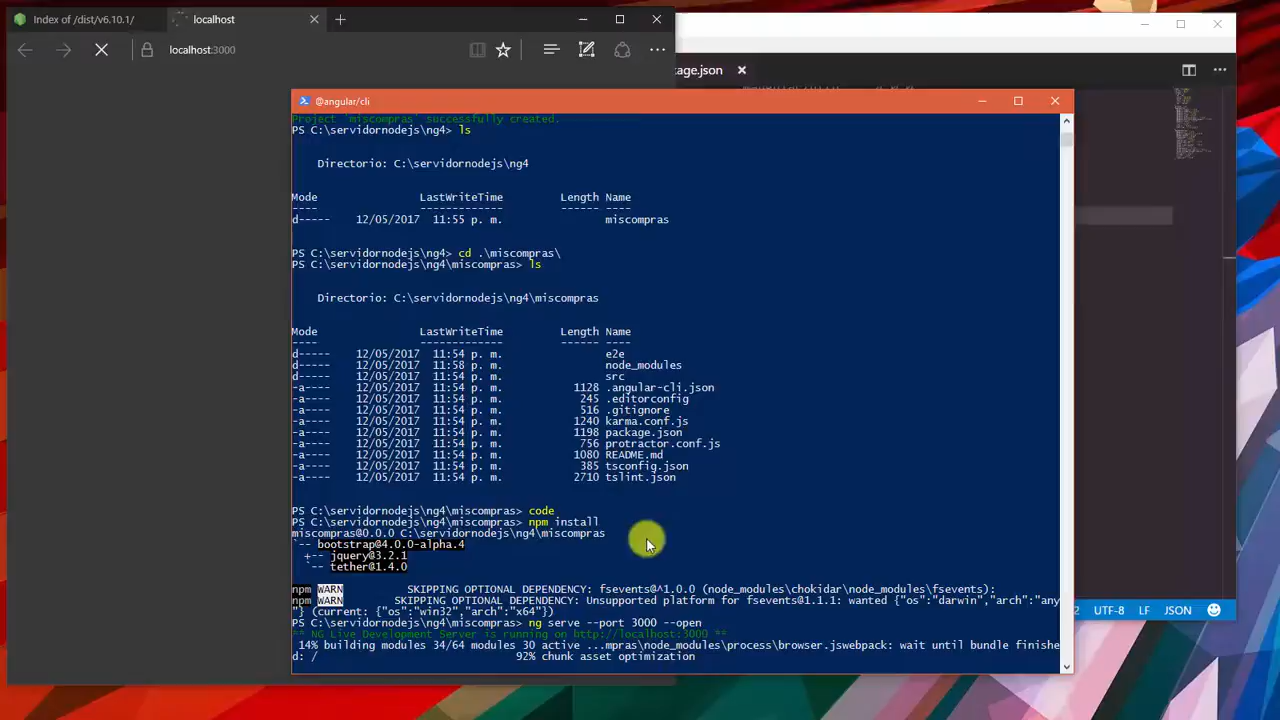 Index of /dist/v6.10.1/
localhost
localhost:3000
kage.json
@angular/cli
Project 'miscompras' successfully created.
PS C:\servidornodejs\ng4> ls
Directorio: C:\servidornodejs\ng4
Mode LastWriteTime Length Name
---- ------------- ------ ----
d----- 12/05/2017 11:55 p. m. miscompras
PS C:\servidornodejs\ng4> cd .\miscompras\
PS C:\servidornodejs\ng4\miscompras> ls
Directorio: C:\servidornodejs\ng4\miscompras
Mode LastWriteTime Length Name
---- ------------- ------ ----
d----- 12/05/2017 11:54 p. m. e2e
d----- 12/05/2017 11:58 p. m. node_modules
d----- 12/05/2017 11:54 p. m. src
-a---- 12/05/2017 11:54 p. m. 1128 .angular-cli.json
-a---- 12/05/2017 11:54 p. m. 245 .editorconfig
-a---- 12/05/2017 11:54 p. m. 516 .gitignore
-a---- 12/05/2017 11:54 p. m. 1240 karma.conf.js
-a---- 12/05/2017 11:54 p. m. 1198 package.json
-a---- 12/05/2017 11:54 p. m. 756 protractor.conf.js
-a---- 12/05/2017 11:54 p. m. 1080 README.md
-a---- 12/05/2017 11:54 p. m. 385 tsconfig.json
-a---- 12/05/2017 11:54 p. m. 2710 tslint.json
PS C:\servidornodejs\ng4\miscompras> code
PS C:\servidornodejs\ng4\miscompras> npm install
miscompras@0.0.0 C:\servidornodejs\ng4\miscompras
`-- bootstrap@4.0.0-alpha.4
+-- jquery@3.2.1
`-- tether@1.4.0
npm WARN SKIPPING OPTIONAL DEPENDENCY: fsevents@^1.0.0 (node_modules\chokidar\node_modules\fsevents):
npm WARN SKIPPING OPTIONAL DEPENDENCY: Unsupported platform for fsevents@1.1.1: wanted {"os":"darwin","arch":"any
"} (current: {"os":"win32","arch":"x64"})
PS C:\servidornodejs\ng4\miscompras> ng serve --port 3000 --open
** NG Live Development Server is running on http://localhost:3000 **
14% building modules 34/64 modules 30 active ...mpras\node_modules\process\browser.jswebpack: wait until bundle finishe
d: / 92% chunk asset optimization
2 UTF-8 LF JSON